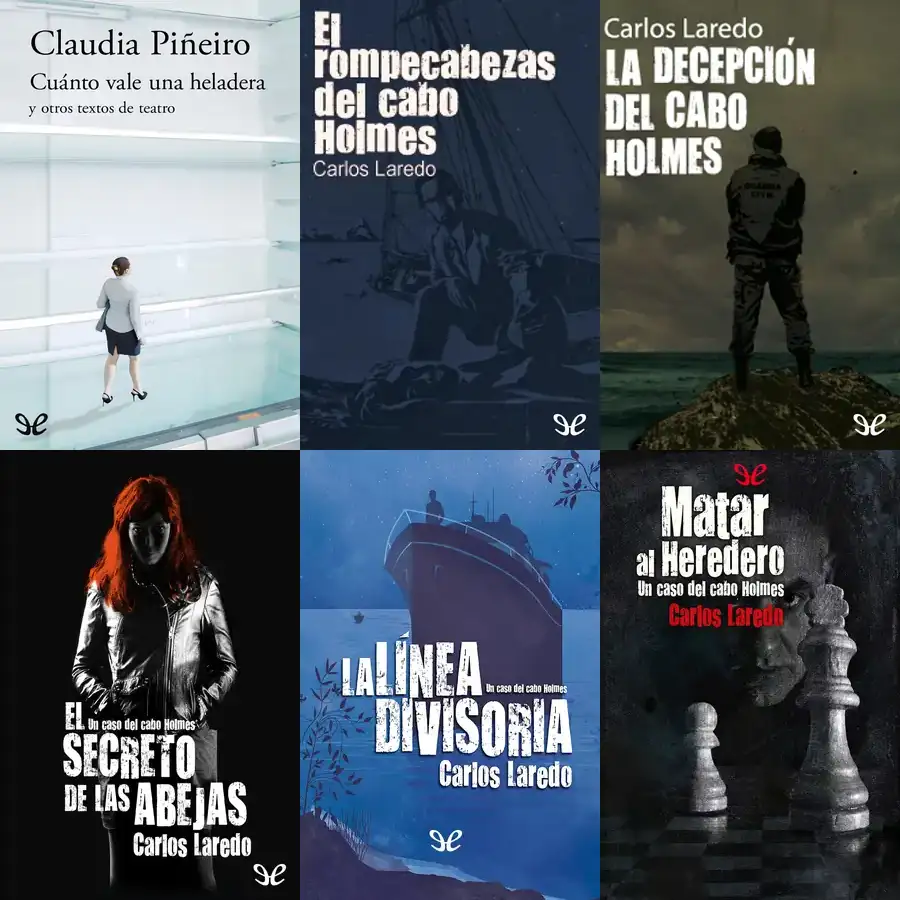 Claudia Piñeiro
Cuánto vale una heladera
y otros textos de teatro
El
rompecabezas
del cabo
Holmes
Carlos Laredo
Carlos Laredo
LA DECEPCIÓN
DEL CABO
HOLMES
GUARDIA
CIVIL
EL Un caso del cabo Holmes
SECRETO
DE LAS ABEJAS
Carlos Laredo
LA LÍNEA Un caso del cabo Holmes
DIVISORIA
Carlos Laredo
Matar
al Heredero
Un caso del cabo Holmes
Carlos Laredo